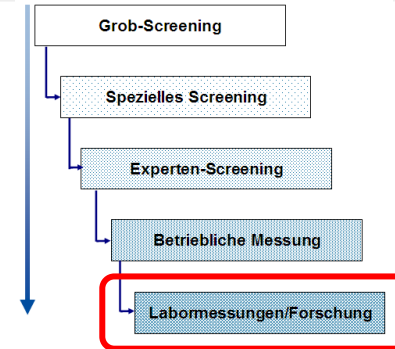 Grob-Screening
Spezielles Screening
Experten-Screening
Betriebliche Messung
Labormessungen/Forschung